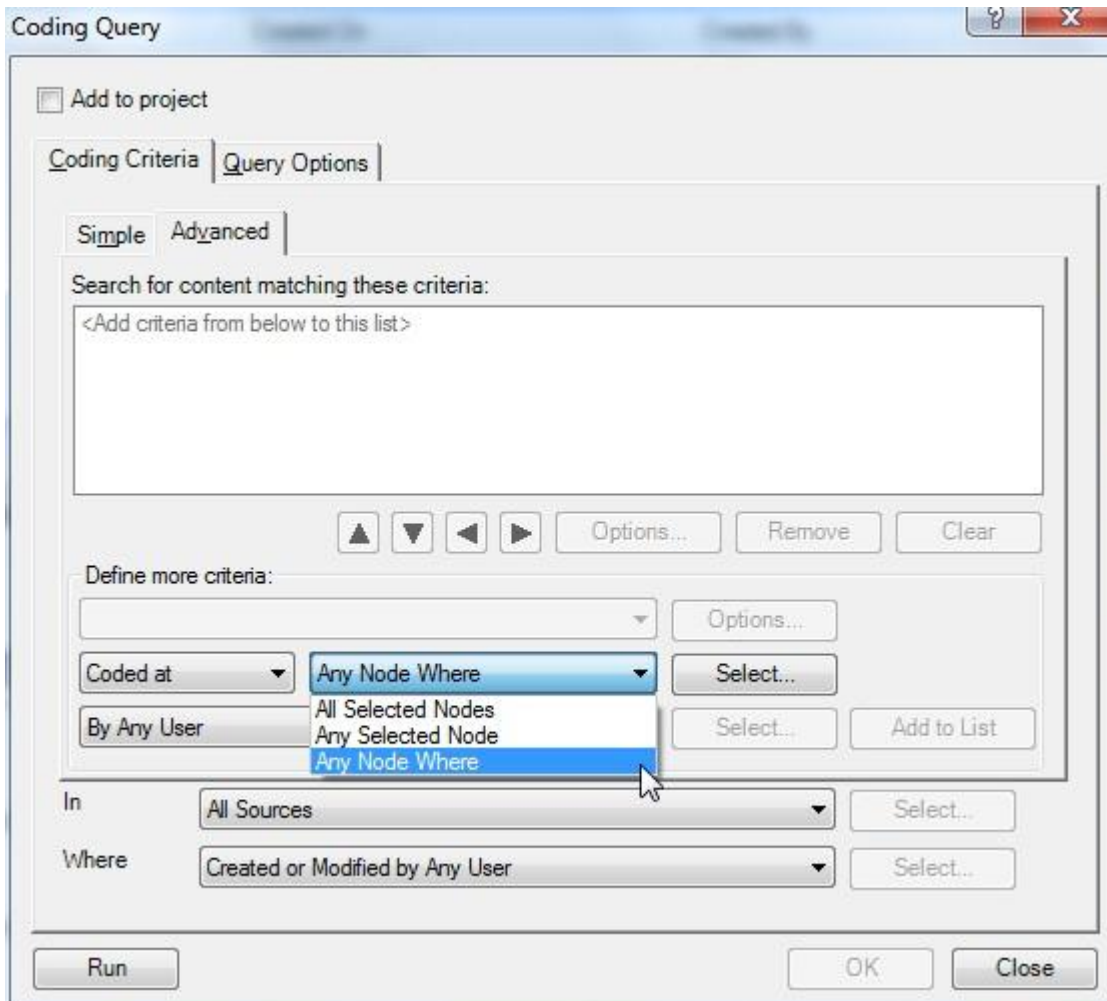 Coding Query
Add to project
Coding Criteria Query Options
Simple Advanced
Search for content matching these criteria:
<Add criteria from below to this list>
Options... Remove Clear
Define more criteria:
Options...
Coded at Any Node Where Select...
All Selected Nodes
By Any User Any Selected Node Select... Add to List
Any Node Where
In All Sources Select...
Where Created or Modified by Any User Select...
Run OK Close